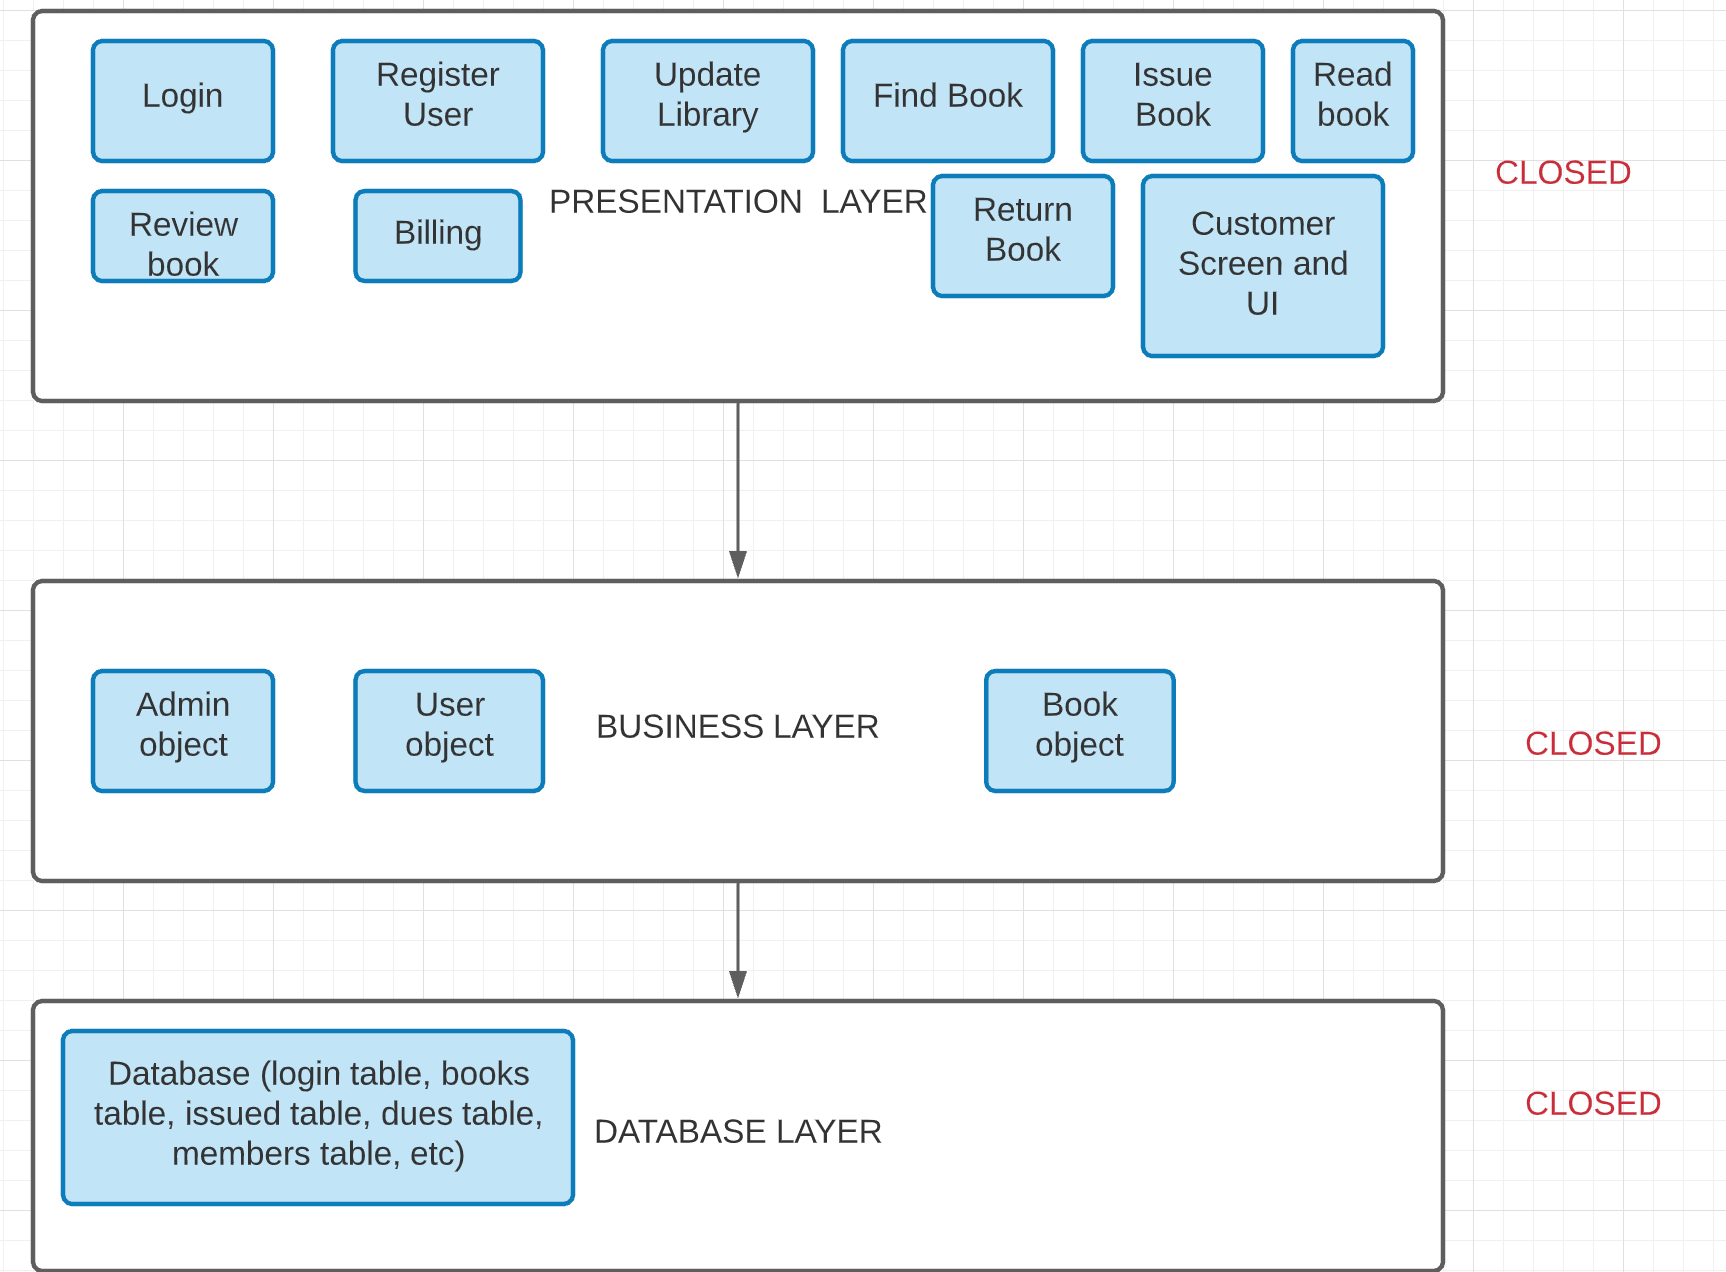 Login
Register
User
Update
Library
Find Book
Issue
Book
Read
book
CLOSED
Review
book
Billing
PRESENTATION  LAYER
Return
Book
Customer
Screen and
UI
Admin
object
User
object
BUSINESS LAYER
Book
object
CLOSED
Database (login table, books
table, issued table, dues table,
members table, etc)
DATABASE LAYER
CLOSED